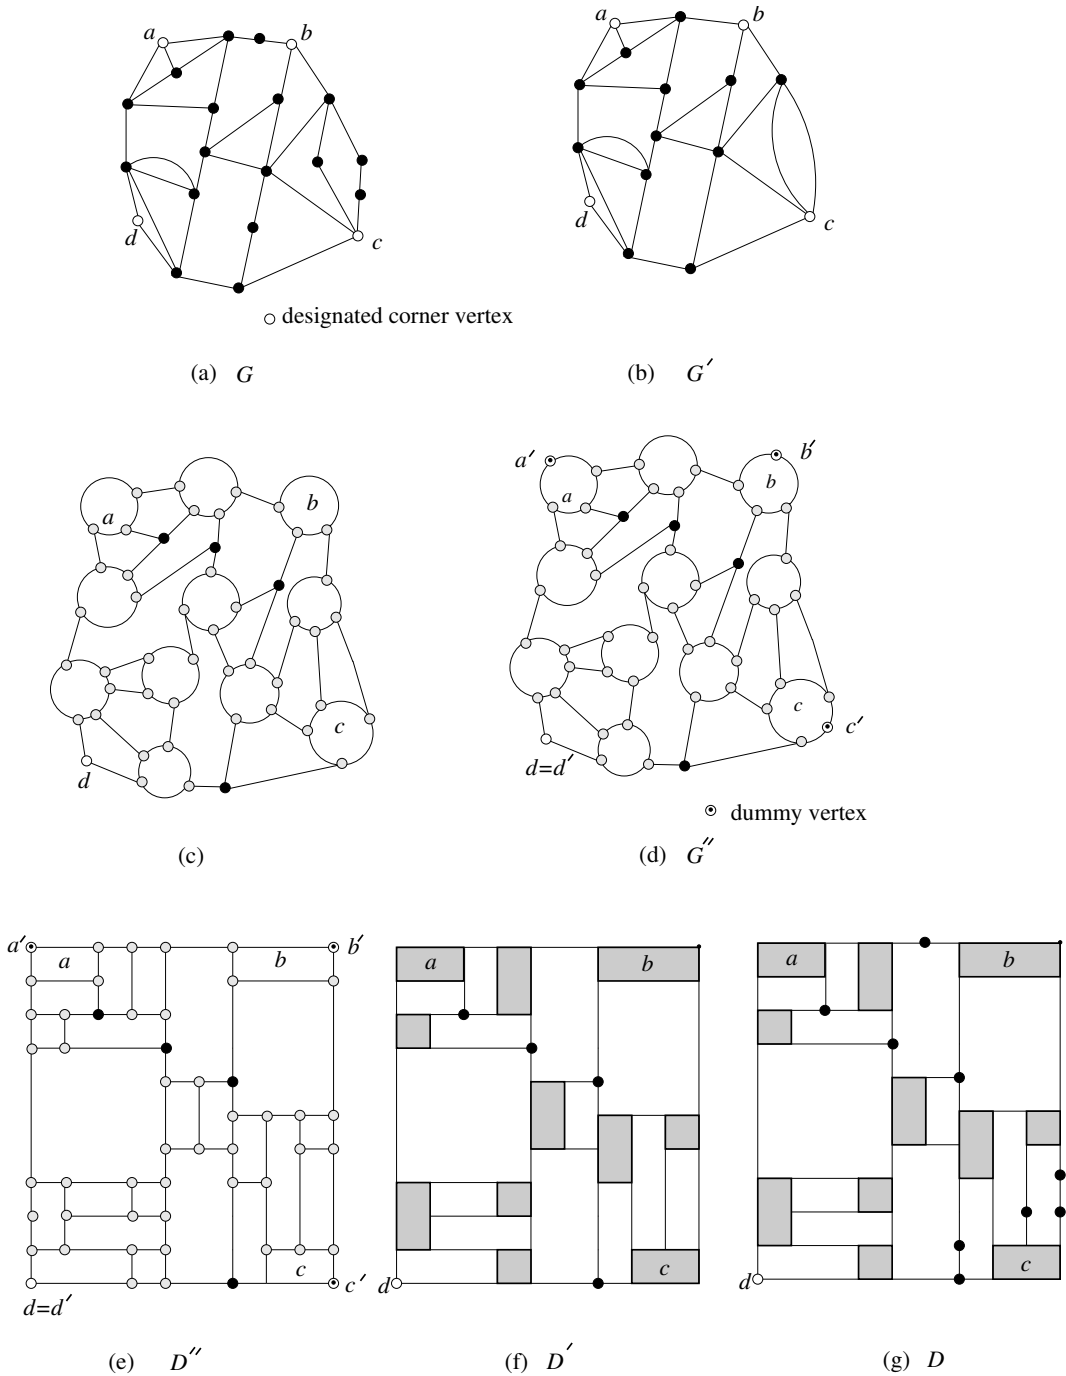 a b
d c
a b
d c
designated corner vertex
(a) G
(b) G′
a b
c
d
a′ b′
a b
c c′
d=d′
dummy vertex
(c)
(d) G″
a′ a b b′
c c′
d=d′
a b
d c
a b
d c
(e) D″
(f) D′
(g) D